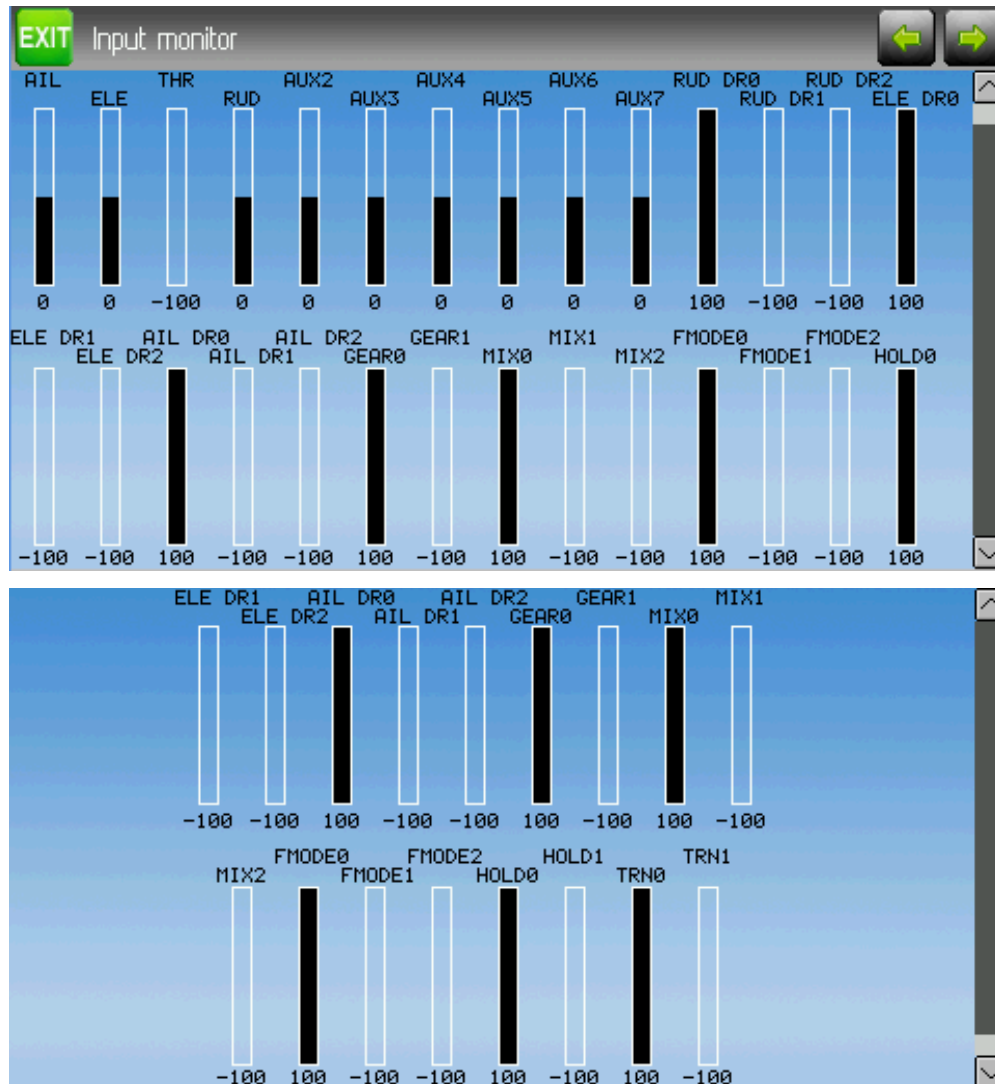 EXIT Input monitor
AIL THR AUX2 AUX4 AUX6 RUD DR0 RUD DR2
ELE RUD AUX3 AUX5 AUX7 RUD DR1 ELE DR0
0 0 -100 0 0 0 0 0 0 0 100 -100 -100 100
ELE DR1 AIL DR0 AIL DR2 GEAR1 MIX1 FMODE0 FMODE2
ELE DR2 AIL DR1 GEAR0 MIX0 MIX2 FMODE1 HOLD0
-100 -100 100 -100 -100 100 -100 100 -100 -100 100 -100 -100 100
ELE DR1 AIL DR0 AIL DR2 GEAR1 MIX1
ELE DR2 AIL DR1 GEAR0 MIX0
-100 -100 100 -100 -100 100 -100 100 -100
FMODE0 FMODE2 HOLD1 TRN1
MIX2 FMODE1 HOLD0 TRN0
-100 100 -100 -100 100 -100 100 -100